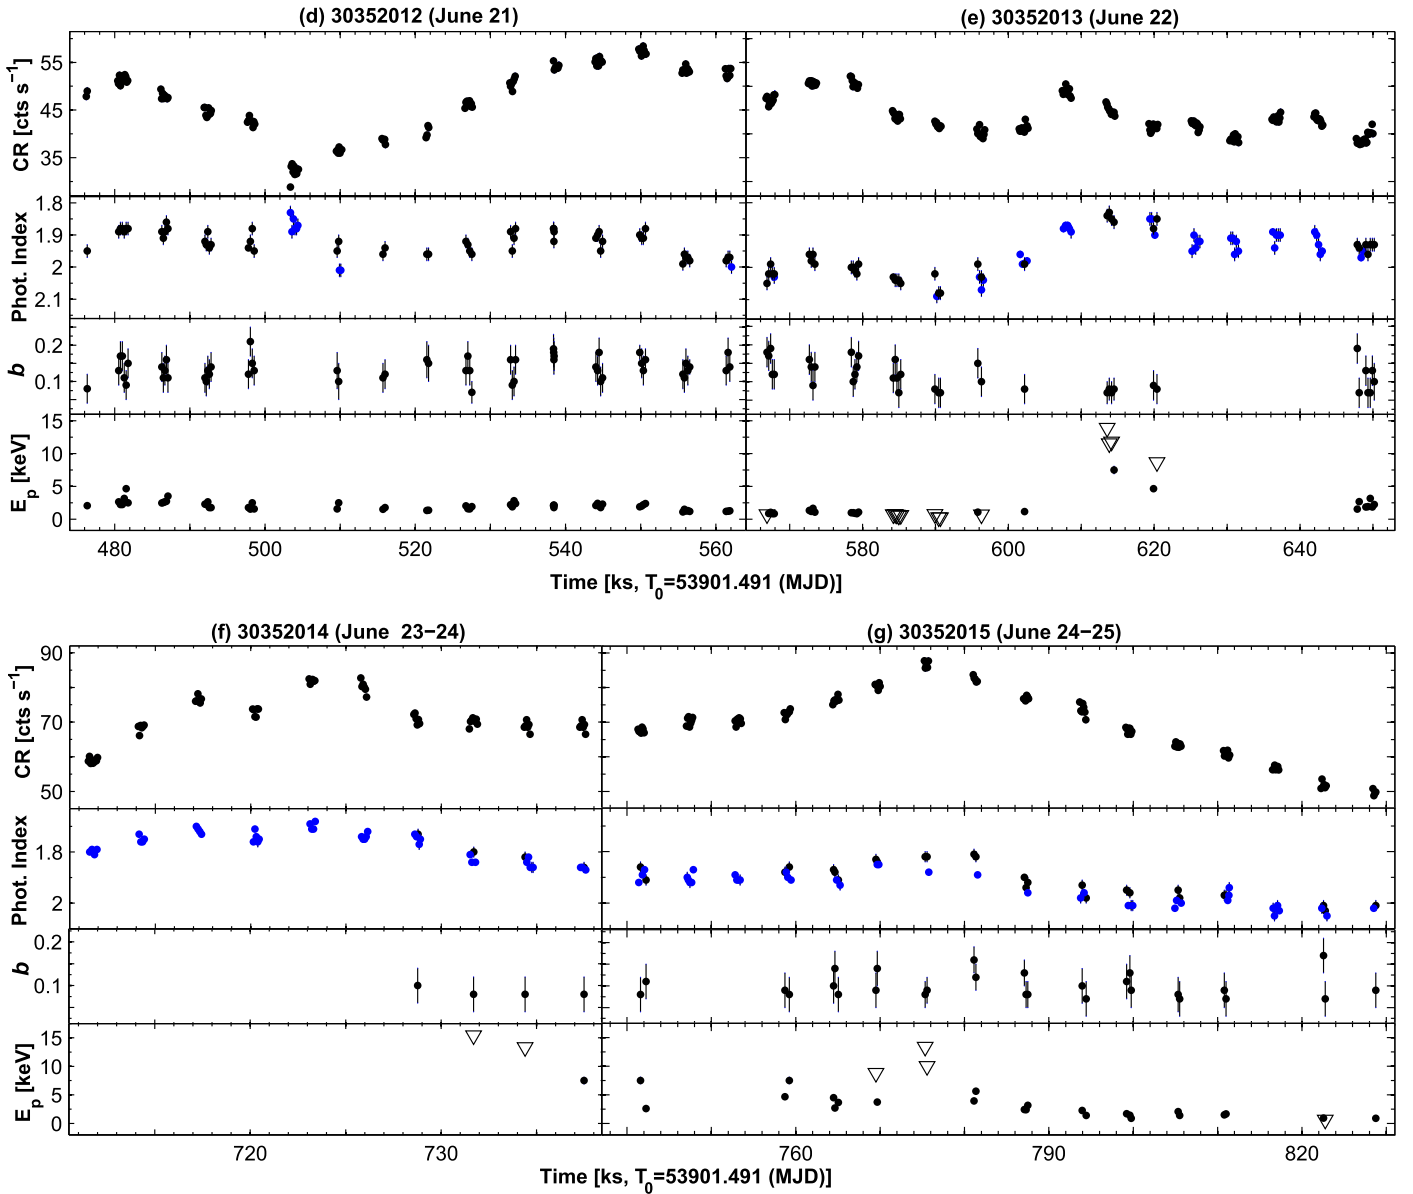 (d) 30352012 (June 21)
(e) 30352013 (June 22)
CR [cts s−1]
55
45
35
Phot. Index
1.8
1.9
2
2.1
b
0.2
0.1
Ep [keV]
15
10
5
0
480 500 520 540 560 580 600 620 640
Time [ks, T0=53901.491 (MJD)]
(f) 30352014 (June 23−24)
(g) 30352015 (June 24−25)
CR [cts s−1]
90
70
50
Phot. Index
1.8
2
b
0.2
0.1
Ep [keV]
15
10
5
0
720 730 760 790 820
Time [ks, T0=53901.491 (MJD)]